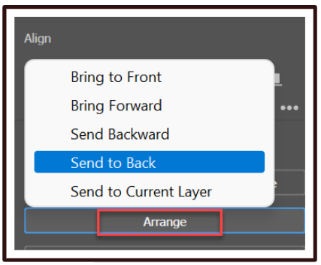 Align
Bring to Front
Bring Forward
Send Backward
Send to Back
Send to Current Layer
Arrange